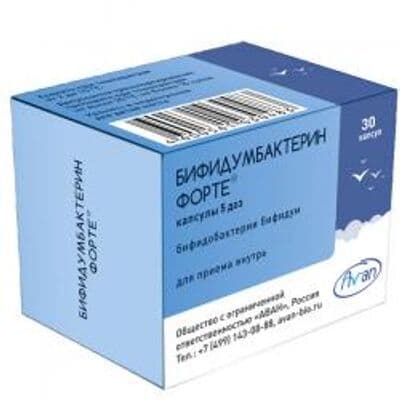 БИФИДУМБАКТЕРИН
ФОРТЕ®
капсулы 5 доз
бифидобактерии бифидум
для приема внутрь
Общество с ограниченной
ответственностью «АВАН», Россия
Тел.: +7 (499) 143-08-88, avan-bio.ru
30
капсул
Avan
БИФИДУМБАКТЕРИН
ФОРТЕ®